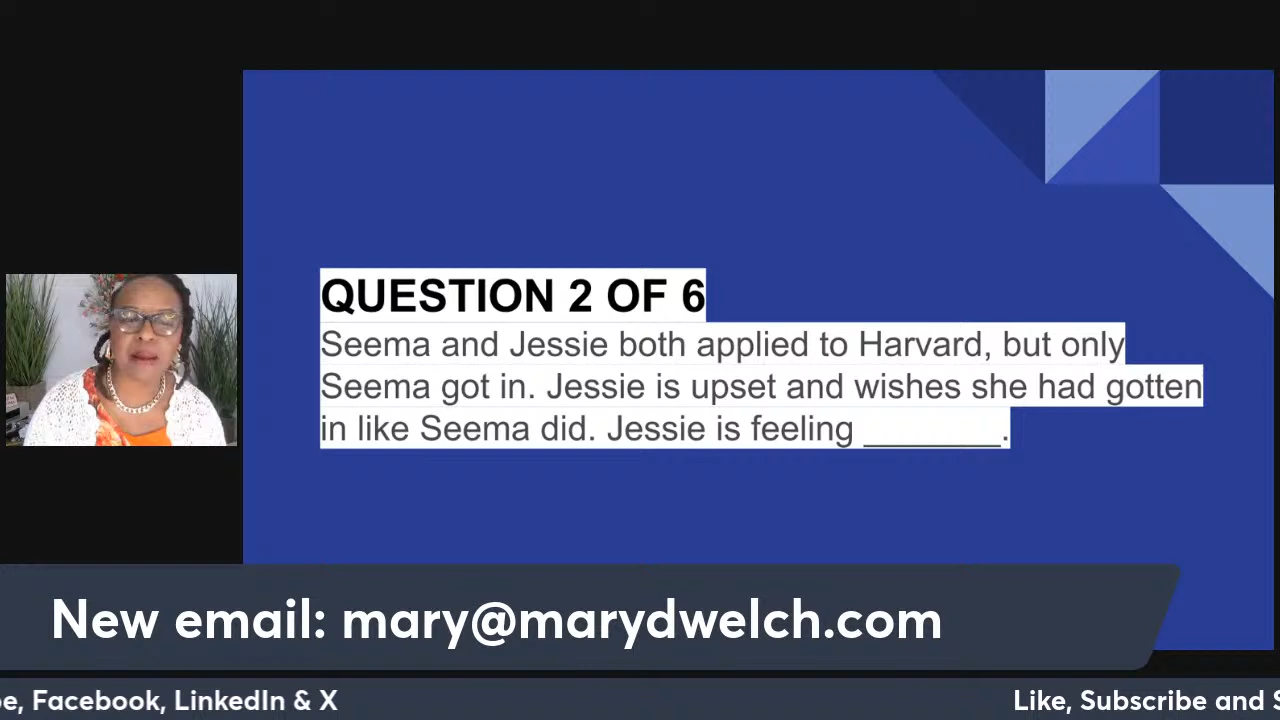 QUESTION 2 OF 6
Seema and Jessie both applied to Harvard, but only
Seema got in. Jessie is upset and wishes she had gotten
in like Seema did. Jessie is feeling ________.
New email: mary@marydwelch.com
Facebook, LinkedIn & X
Like, Subscribe and